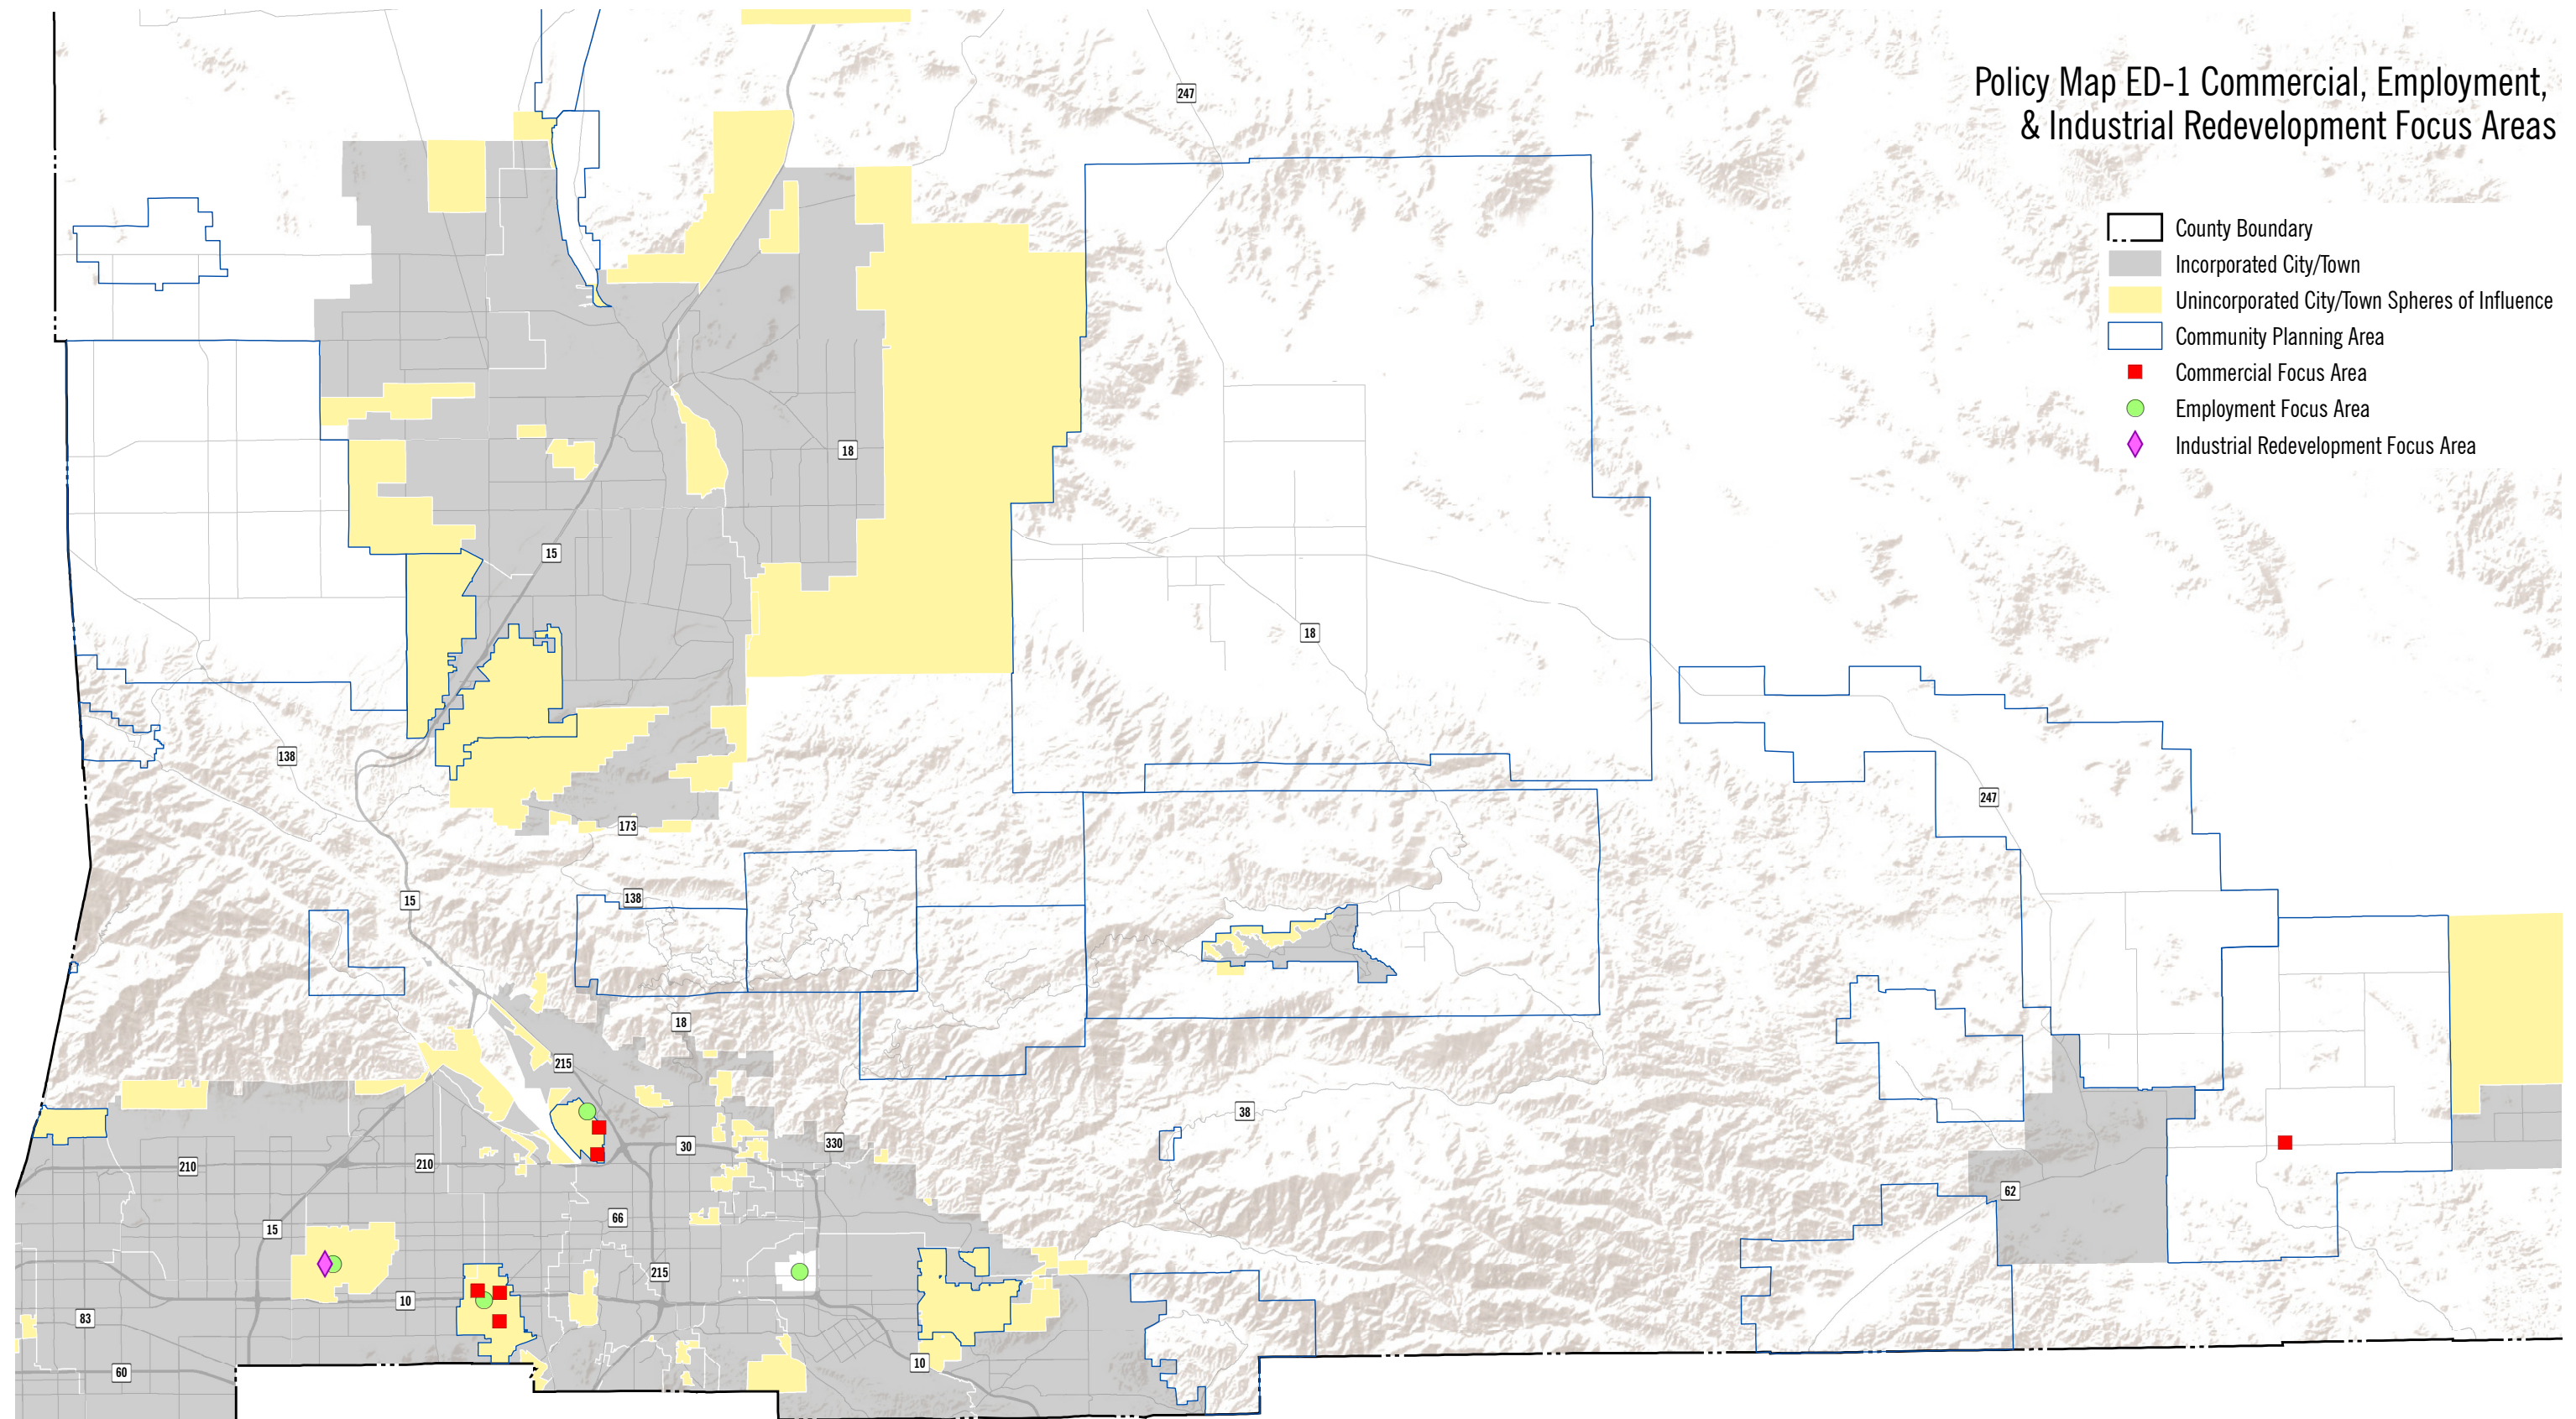 Policy Map ED-1 Commercial, Employment,
& Industrial Redevelopment Focus Areas
County Boundary
Incorporated City/Town
Unincorporated City/Town Spheres of Influence
Community Planning Area
Commercial Focus Area
Employment Focus Area
Industrial Redevelopment Focus Area
247
18
15
18
138
247
173
138
15
18
215
38
330
30
210
210
62
66
15
215
10
83
10
60